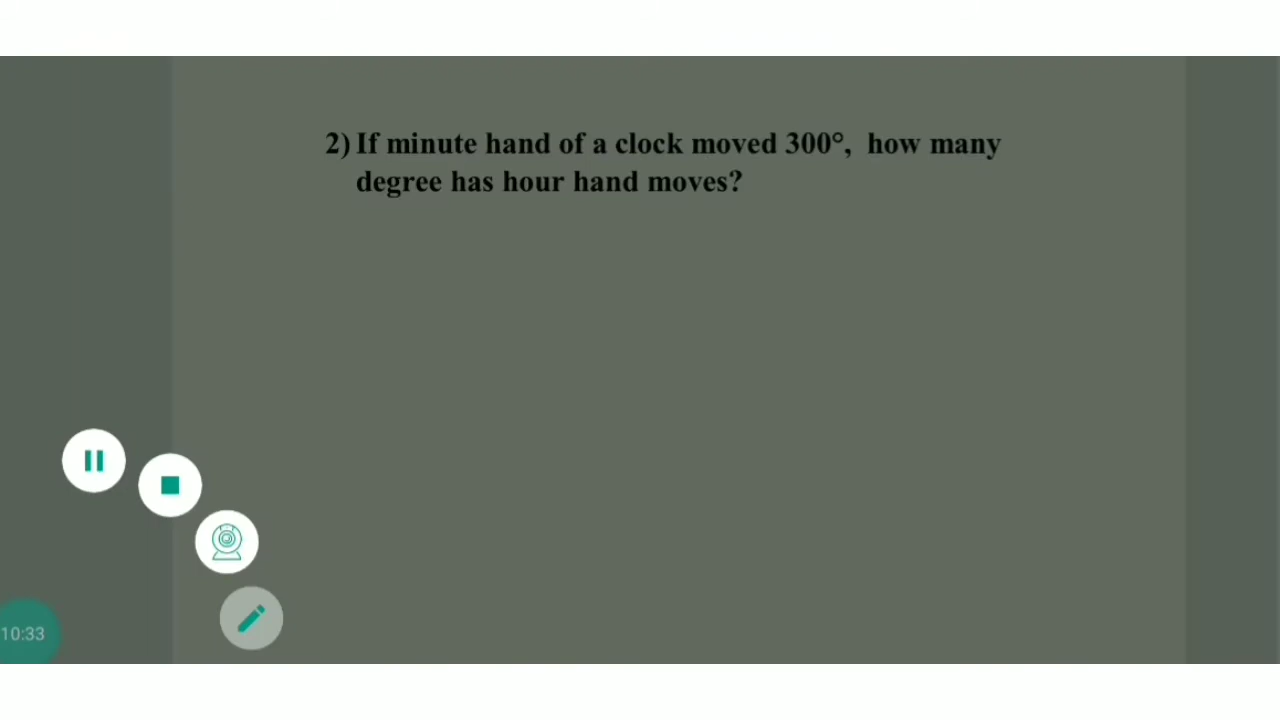 2) If minute hand of a clock moved 300°, how many
degree has hour hand moves?
10:33